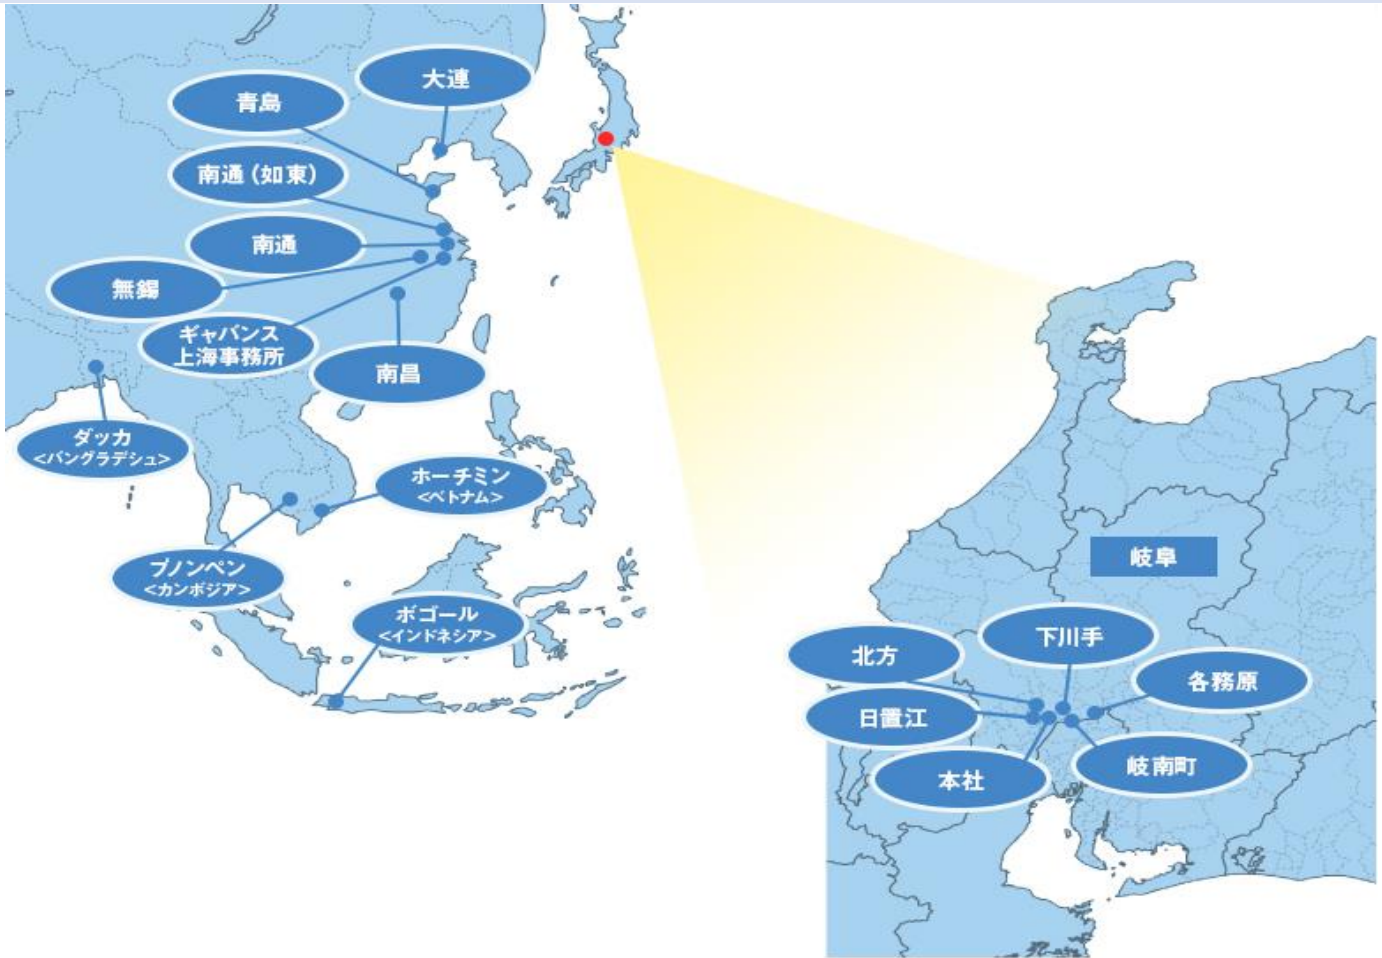 大連
青島
南通（如東）
南通
無錫
ギャバンス
上海事務所
南昌
ダッカ
<バングラデシュ>
ホーチミン
<ベトナム>
プノンペン
<カンボジア>
ボゴール
<インドネシア>
岐阜
下川手
北方
各務原
日置江
本社
岐南町